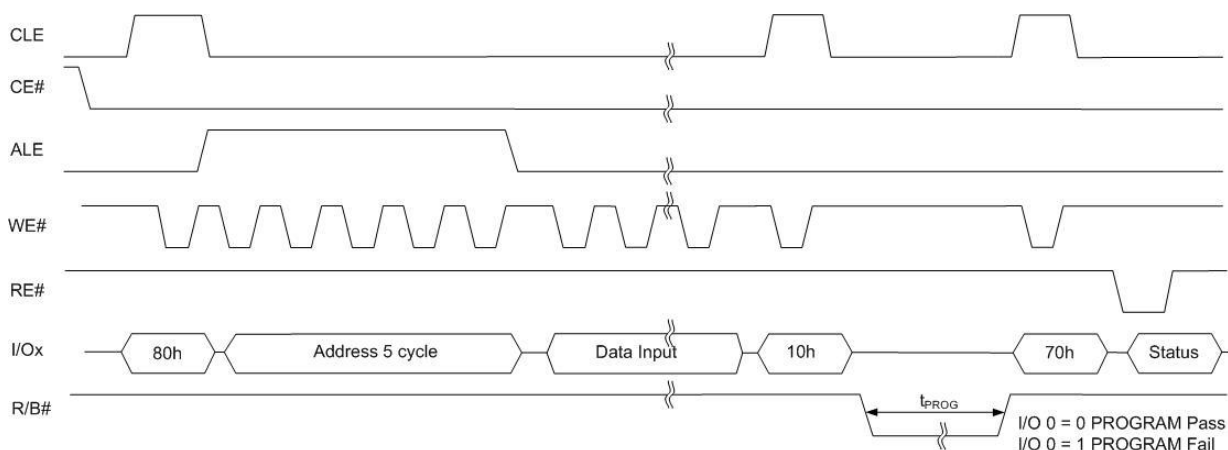 CLE
CE#
ALE
WE#
RE#
I/Ox 80h Address 5 cycle Data Input 10h 70h Status
R/B# tPROG
I/O 0 = 0 PROGRAM Pass
I/O 0 = 1 PROGRAM Fail